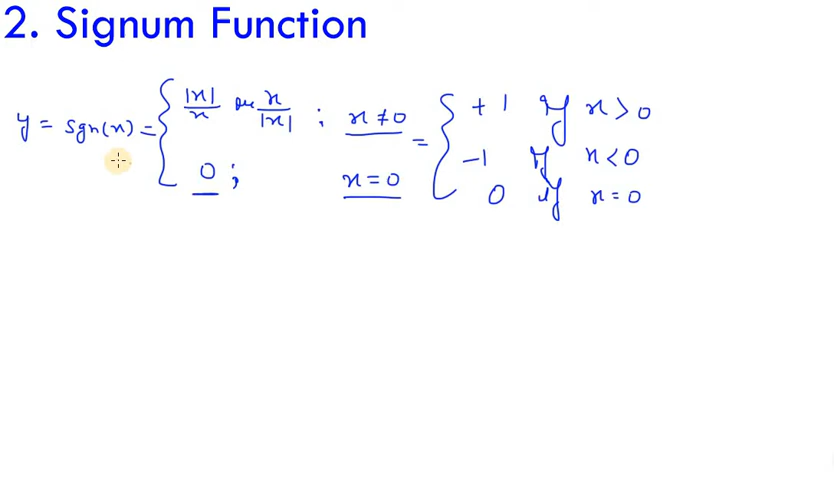 2. Signum Function
y = sgn(x) = { |x|/x or x/|x| ; x ≠ 0 = { +1 if x > 0
-1 if x < 0
0 ; x = 0 0 if x = 0